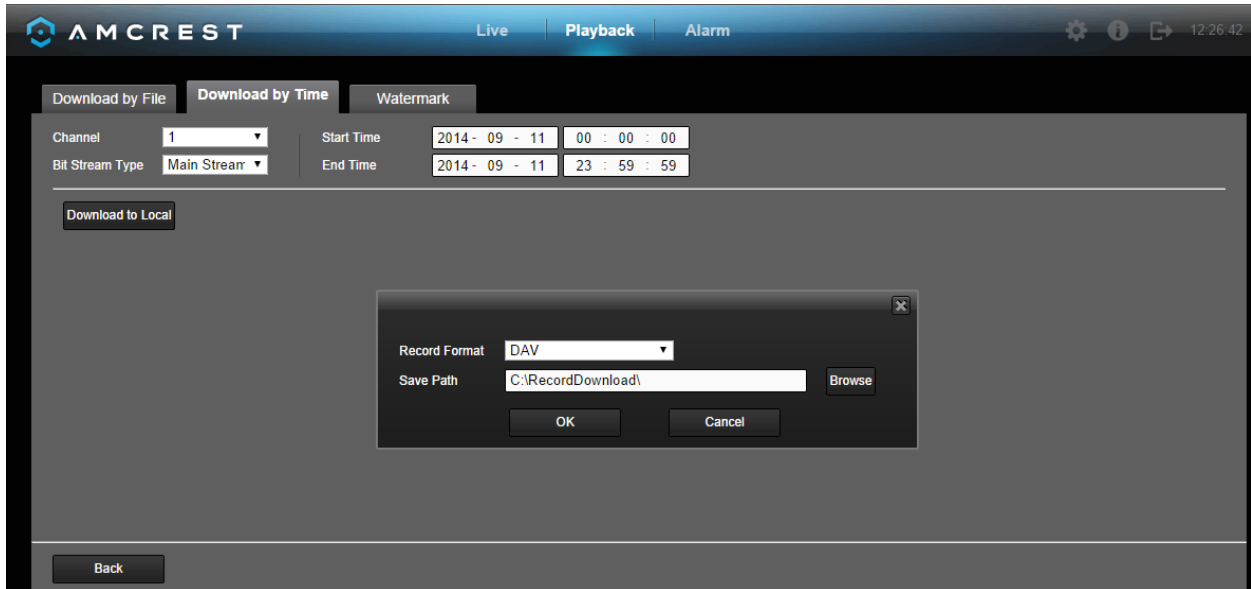 AMCREST Live Playback Alarm 12:26:42
Download by File Download by Time Watermark
Channel 1 Start Time 2014 - 09 - 11 00 : 00 : 00
Bit Stream Type Main Stream End Time 2014 - 09 - 11 23 : 59 : 59
Download to Local
Record Format DAV
Save Path C:\RecordDownload\ Browse
OK Cancel
Back